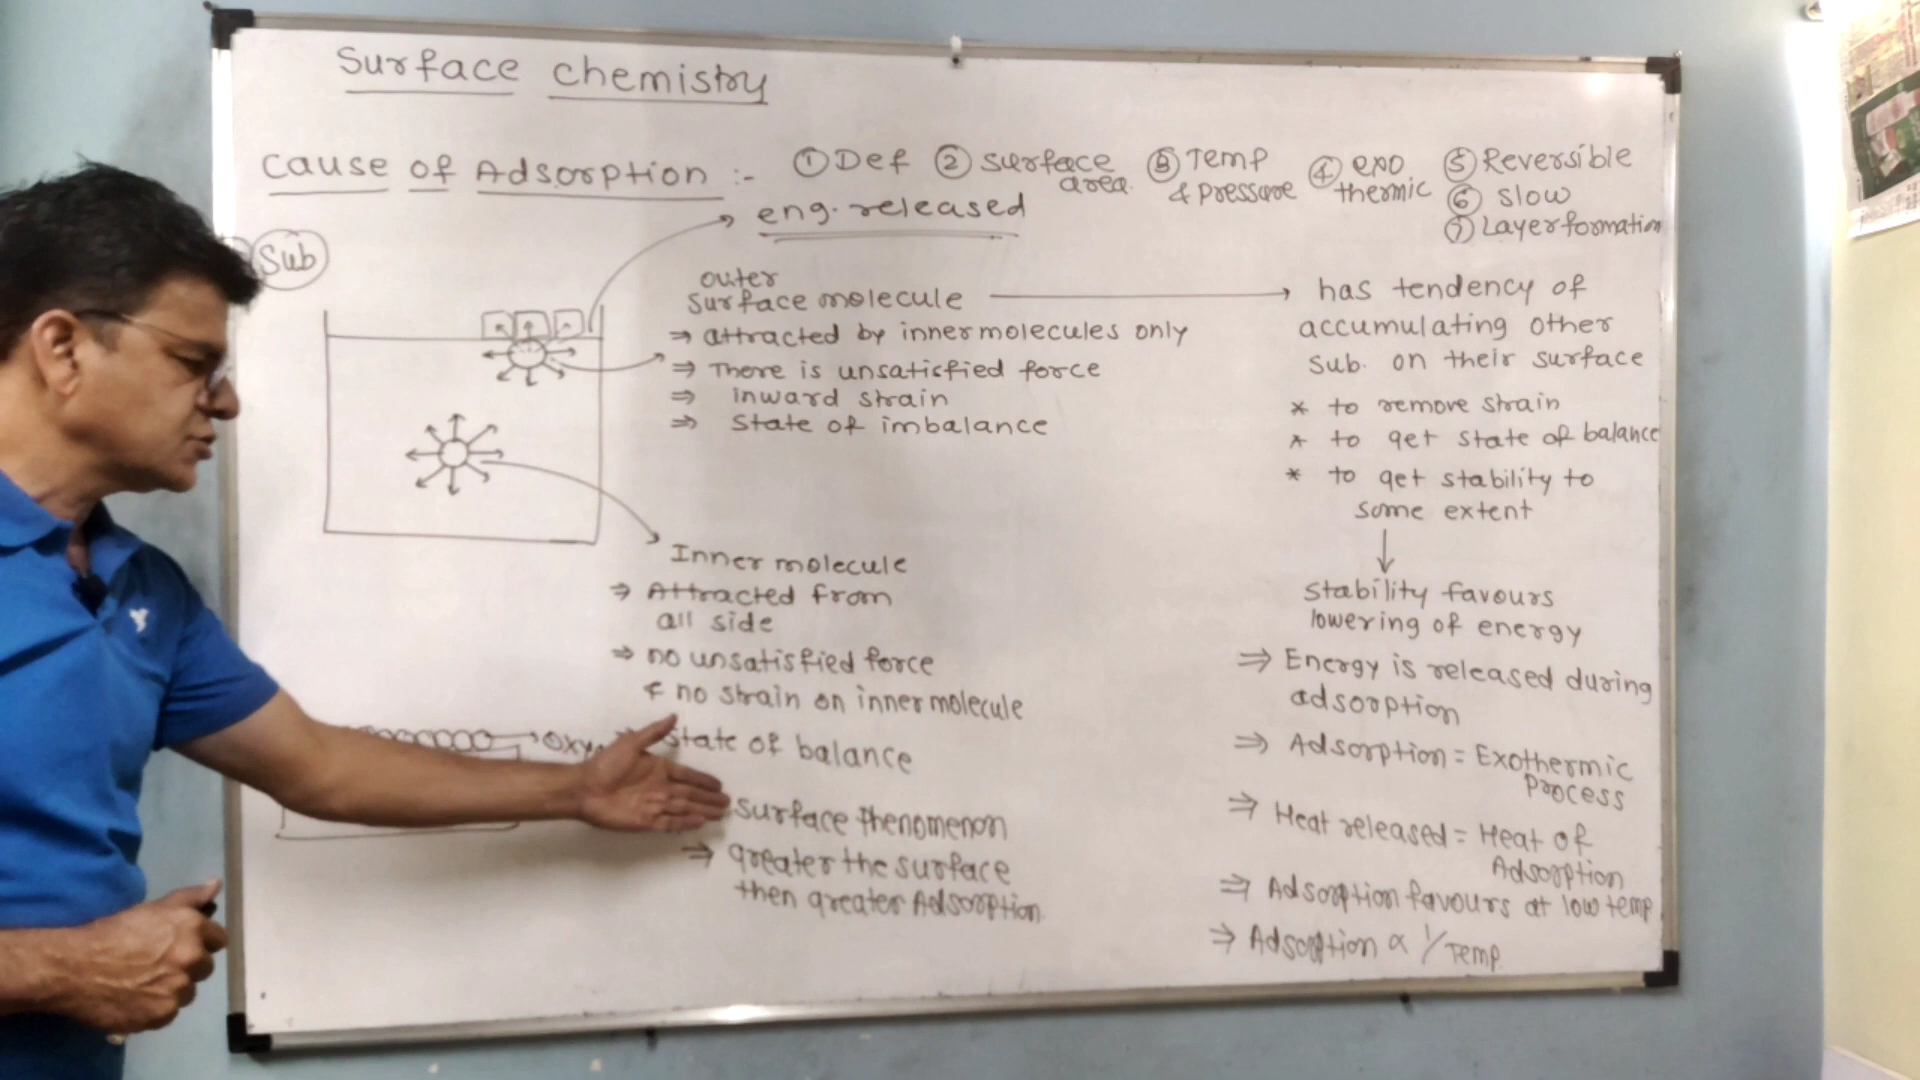 Surface chemistry
Cause of Adsorption :-
① Def ② surface area. ③ Temp & pressure ④ exo thermic ⑤ Reversible
⑥ slow
⑦ Layer formation
eng. released
Sub
outer
surface molecule
⇒ attracted by inner molecules only
⇒ There is unsatisfied force
⇒ inward strain
⇒ State of imbalance
has tendency of
accumulating other
sub. on their surface
* to remove strain
* to get state of balance
* to get stability to
some extent
↓
Stability favours
lowering of energy
⇒ Energy is released during
adsorption
⇒ Adsorption = Exothermic
Process
⇒ Heat released = Heat of
Adsorption
⇒ Adsorption favours at low temp
⇒ Adsorption ∝ 1/Temp.
Inner molecule
⇒ Attracted from
all side
⇒ no unsatisfied force
& no strain on inner molecule
State of balance
Surface Phenomenon
⇒ greater the surface
then greater Adsorption.